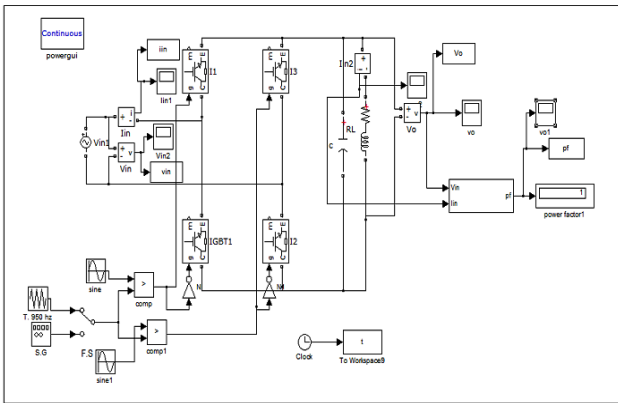 Continuous
powergui
iin
Iin1
E
I1
g
C
E
I3
g
C
In2
+
-
i
Vo
vo
vo1
pf
Iin
+
-
i
Vin1
Vin
+
-
v
Vin2
vin
RL
c
Vo
+
-
v
Vin
Iin
pf
1
power factor1
E
IGBT1
g
C
E
I2
g
C
N
N
sine
>
comp
T. 950 hz
S.G
F.S
sine1
>
comp1
Clock
t
To Workspace9